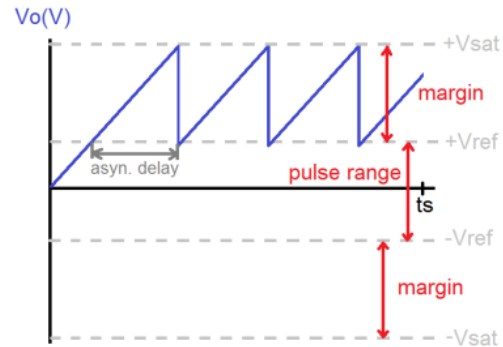 Vo(V)
+Vsat
margin
+Vref
asyn. delay
pulse range
ts
-Vref
margin
-Vsat